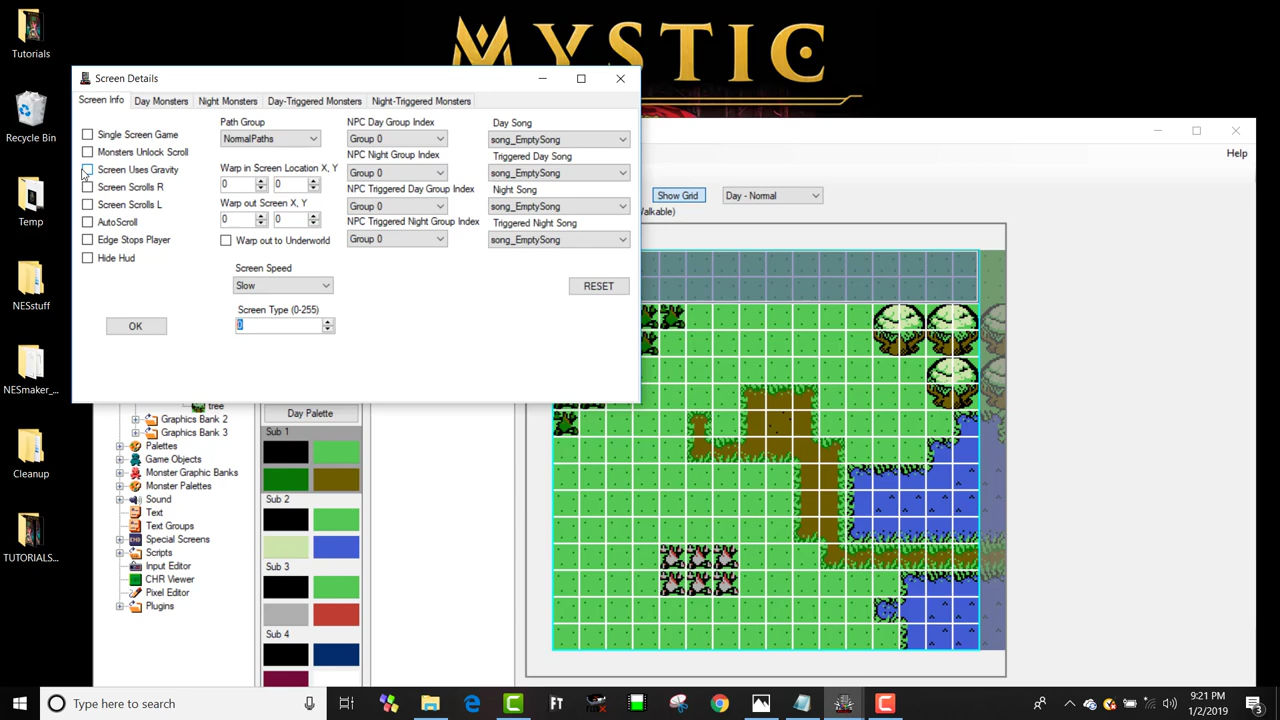 MYSTIC
Tutorials
Recycle Bin
Temp
NESstuff
NESmaker_...
Cleanup
TUTORIALS...
Screen Details
Screen Info
Day Monsters
Night Monsters
Day-Triggered Monsters
Night-Triggered Monsters
Single Screen Game
Monsters Unlock Scroll
Screen Uses Gravity
Screen Scrolls R
Screen Scrolls L
AutoScroll
Edge Stops Player
Hide Hud
OK
Path Group
NormalPaths
Warp in Screen Location X, Y
0
0
Warp out Screen X, Y
0
0
Warp out to Underworld
Screen Speed
Slow
Screen Type (0-255)
0
NPC Day Group Index
Group 0
NPC Night Group Index
Group 0
NPC Triggered Day Group Index
Group 0
NPC Triggered Night Group Index
Group 0
Day Song
song_EmptySong
Triggered Day Song
song_EmptySong
Night Song
song_EmptySong
Triggered Night Song
song_EmptySong
RESET
Help
Show Grid
Day - Normal
Walkable)
tree
Graphics Bank 2
Graphics Bank 3
Palettes
Game Objects
Monster Graphic Banks
Monster Palettes
Sound
Text
Text Groups
Special Screens
Scripts
Input Editor
CHR Viewer
Pixel Editor
Plugins
Day Palette
Sub 1
Sub 2
Sub 3
Sub 4
Type here to search
9:21 PM
1/2/2019